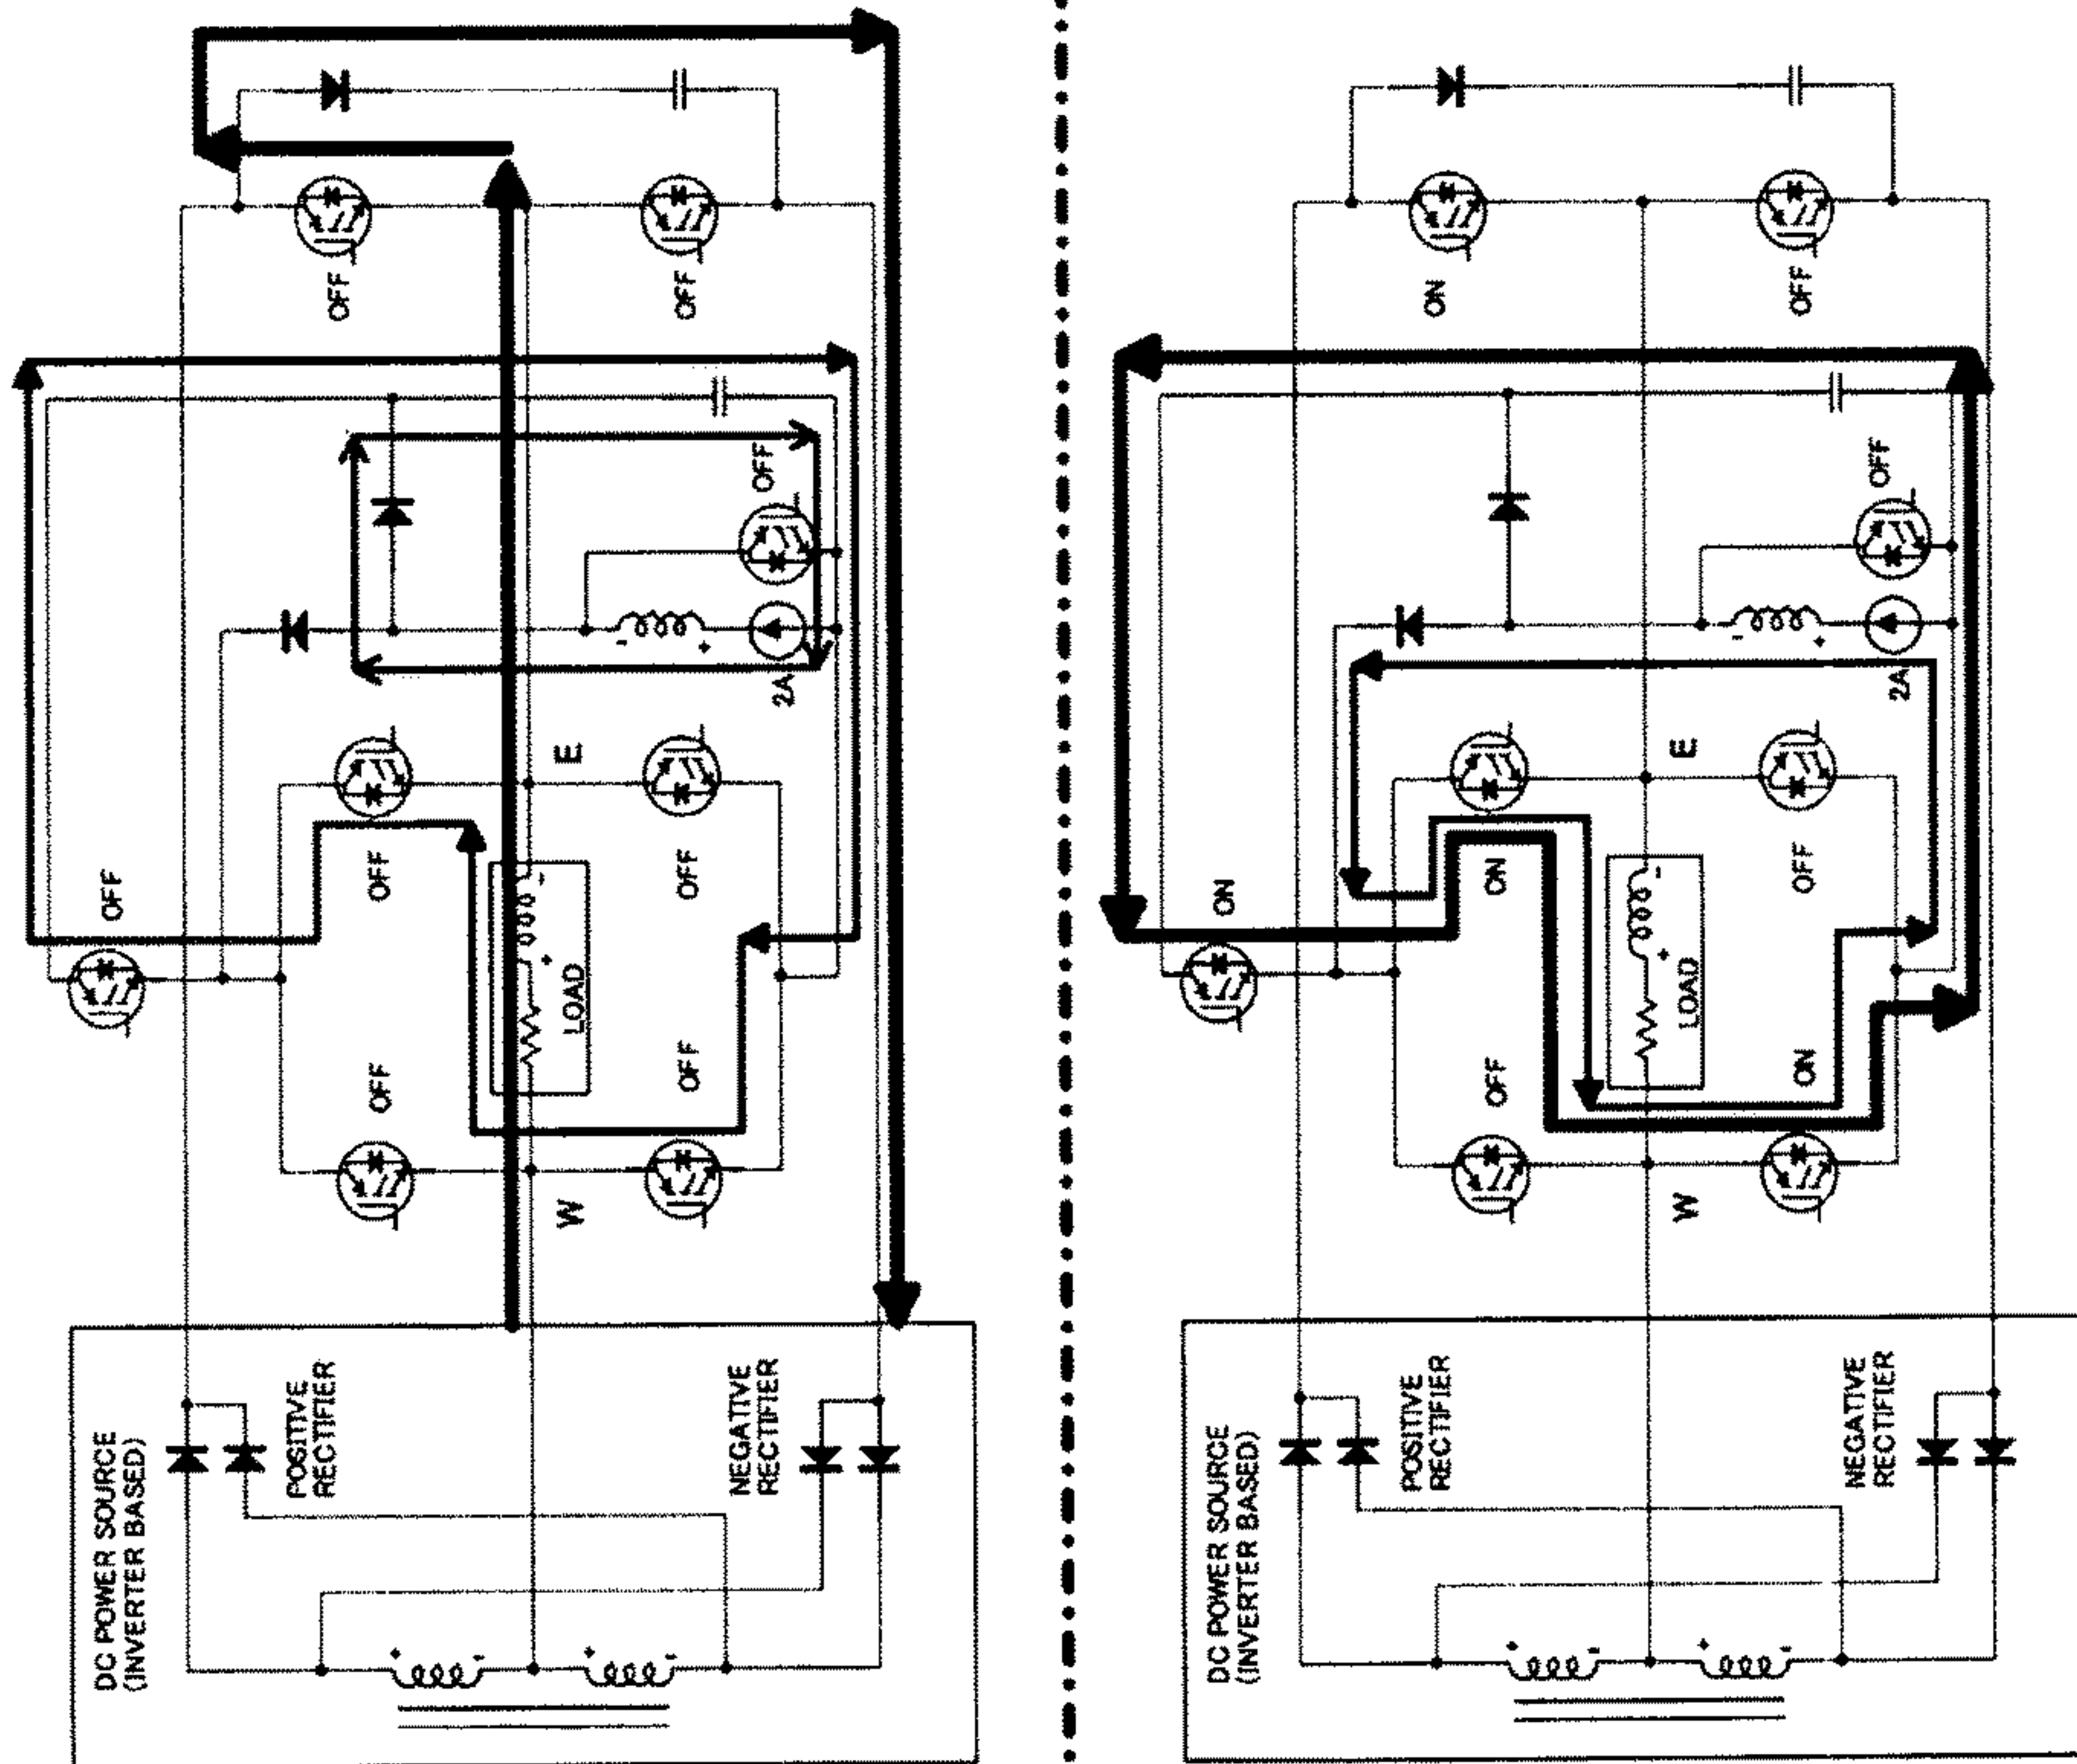 DC POWER SOURCE
(INVERTER BASED)
OFF
POSITIVE
RECTIFIER
OFF
OFF
OFF
W
E
LOAD
OFF
OFF
OFF
NEGATIVE
RECTIFIER
2A
OFF
DC POWER SOURCE
(INVERTER BASED)
ON
POSITIVE
RECTIFIER
OFF
ON
ON
W
E
LOAD
ON
OFF
OFF
NEGATIVE
RECTIFIER
2A
OFF